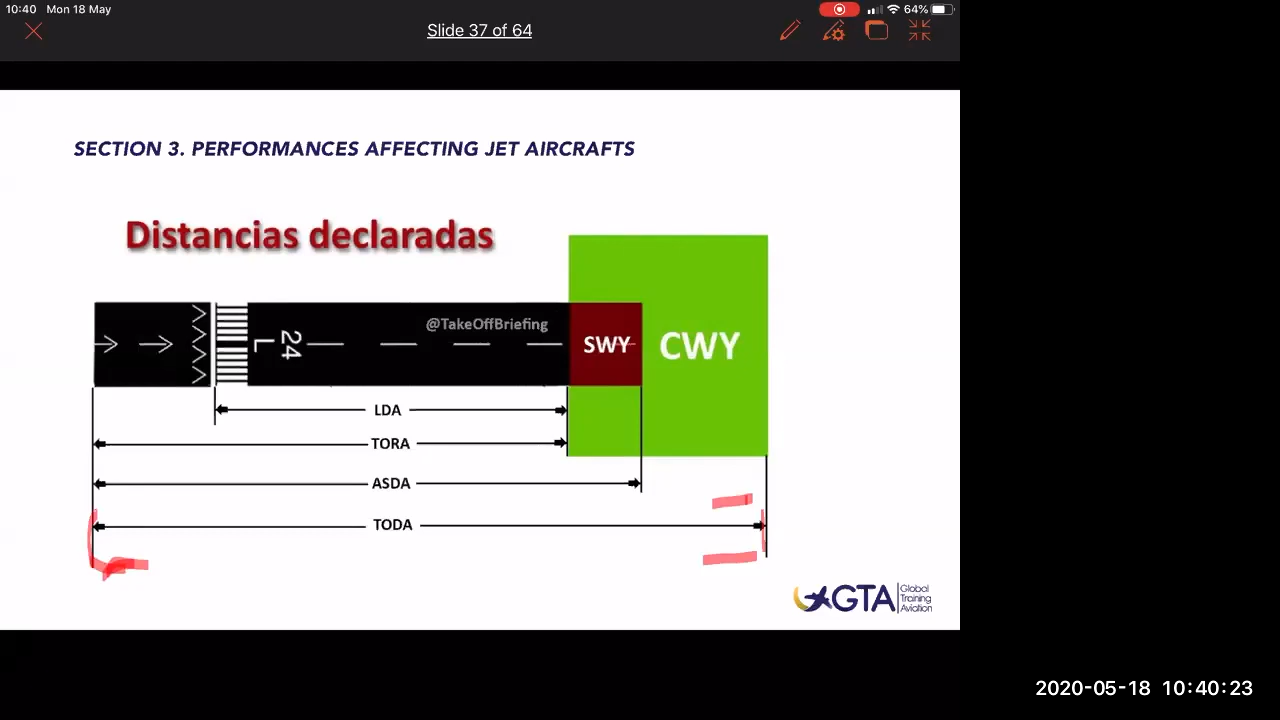 10:40 Mon 18 May
64%
Slide 37 of 64
SECTION 3. PERFORMANCES AFFECTING JET AIRCRAFTS
Distancias declaradas
@TakeOffBriefing
24
L
SWY
CWY
LDA
TORA
ASDA
TODA
GTA
Global
Training
Aviation
2020-05-18 10:40:23